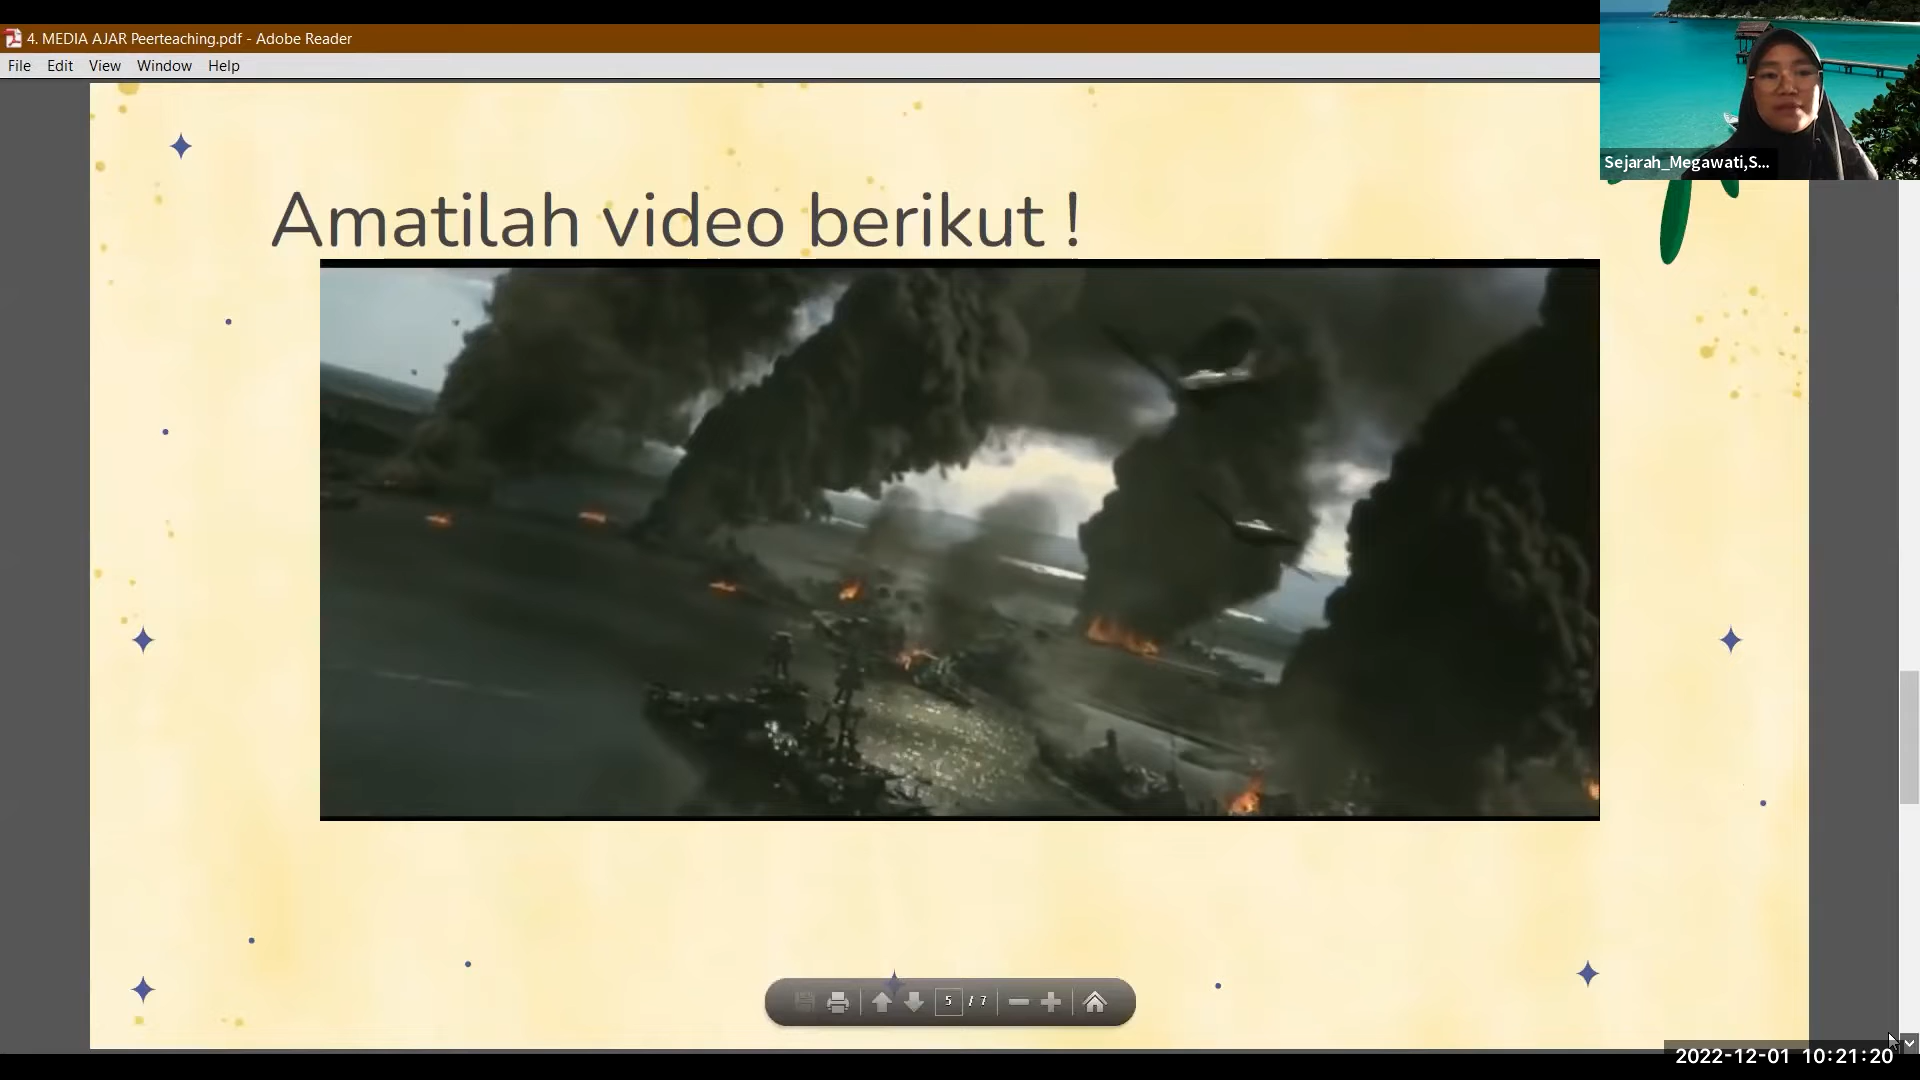 4. MEDIA AJAR Peerteaching.pdf - Adobe Reader
File Edit View Window Help
Sejarah_Megawati,S...
Amatilah video berikut !
5 / 7
2022-12-01 10:21:20